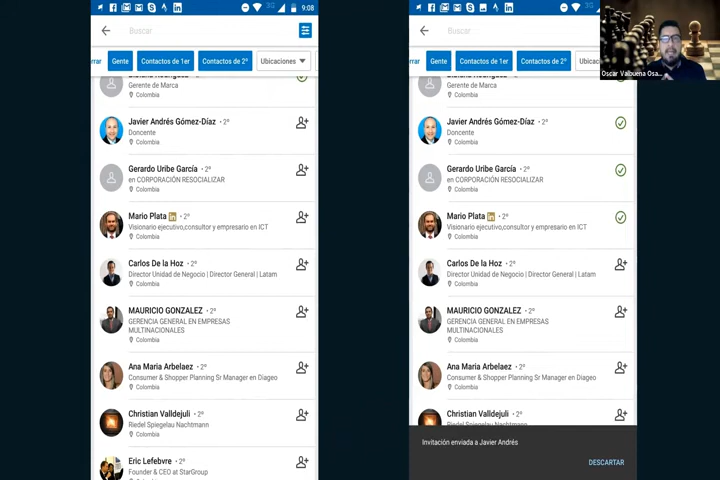 9:08
Buscar
rrar
Gente
Contactos de 1er
Contactos de 2º
Ubicaciones
Gerente de Marca
Colombia
Javier Andrés Gómez-Díaz • 2º
Doncente
Colombia
Gerardo Uribe García • 2º
en CORPORACIÓN RESOCIALIZAR
Colombia
Mario Plata in • 2º
Visionario ejecutivo,consultor y empresario en ICT
Colombia
Carlos De la Hoz • 2º
Director Unidad de Negocio | Director General | Latam
Colombia
MAURICIO GONZALEZ • 2º
GERENCIA GENERAL EN EMPRESAS
MULTINACIONALES
Colombia
Ana Maria Arbelaez • 2º
Consumer & Shopper Planning Sr Manager en Diageo
Colombia
Christian Valldejuli • 2º
Riedel Spiegelau Nachtmann
Colombia
Eric Lefebvre • 2º
Founder & CEO at StarGroup
Buscar
rrar
Gente
Contactos de 1er
Contactos de 2º
Ubicac
Gerente de Marca
Colombia
Javier Andrés Gómez-Díaz • 2º
Doncente
Colombia
Gerardo Uribe García • 2º
en CORPORACIÓN RESOCIALIZAR
Colombia
Mario Plata in • 2º
Visionario ejecutivo,consultor y empresario en ICT
Colombia
Carlos De la Hoz • 2º
Director Unidad de Negocio | Director General | Latam
Colombia
MAURICIO GONZALEZ • 2º
GERENCIA GENERAL EN EMPRESAS
MULTINACIONALES
Colombia
Ana Maria Arbelaez • 2º
Consumer & Shopper Planning Sr Manager en Diageo
Colombia
Christian Valldejuli • 2º
Riedel Spiegelau Nachtmann
Invitación enviada a Javier Andrés
DESCARTAR
Oscar Valbuena Osa...